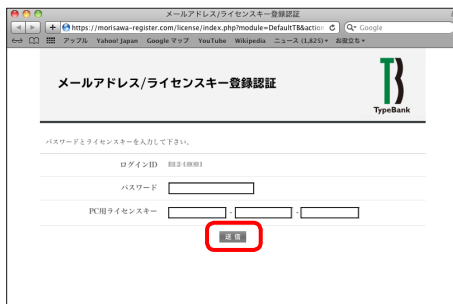 メールアドレス/ライセンスキー登録認証
https://morisawa-register.com/license/index.php?module=DefaultTB&action
Google
アップル Yahoo! Japan Google マップ YouTube Wikipedia ニュース (1,825) お役立ち
メールアドレス/ライセンスキー登録認証
TypeBank
パスワードとライセンスキーを入力して下さい。
ログインID
パスワード
PC用ライセンスキー - -
送信